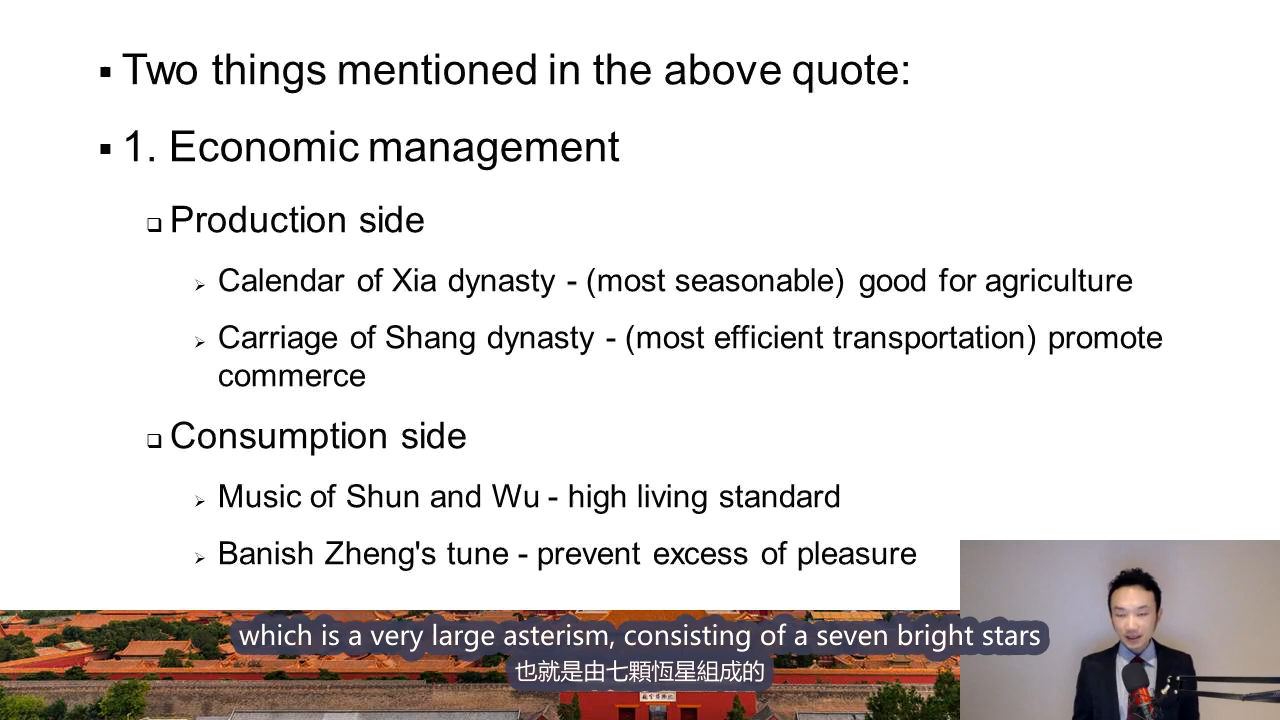 Two things mentioned in the above quote:
1. Economic management
Production side
Calendar of Xia dynasty - (most seasonable) good for agriculture
Carriage of Shang dynasty - (most efficient transportation) promote
commerce
Consumption side
Music of Shun and Wu - high living standard
Banish Zheng's tune - prevent excess of pleasure
which is a very large asterism, consisting of a seven bright stars
也就是由七顆恆星組成的